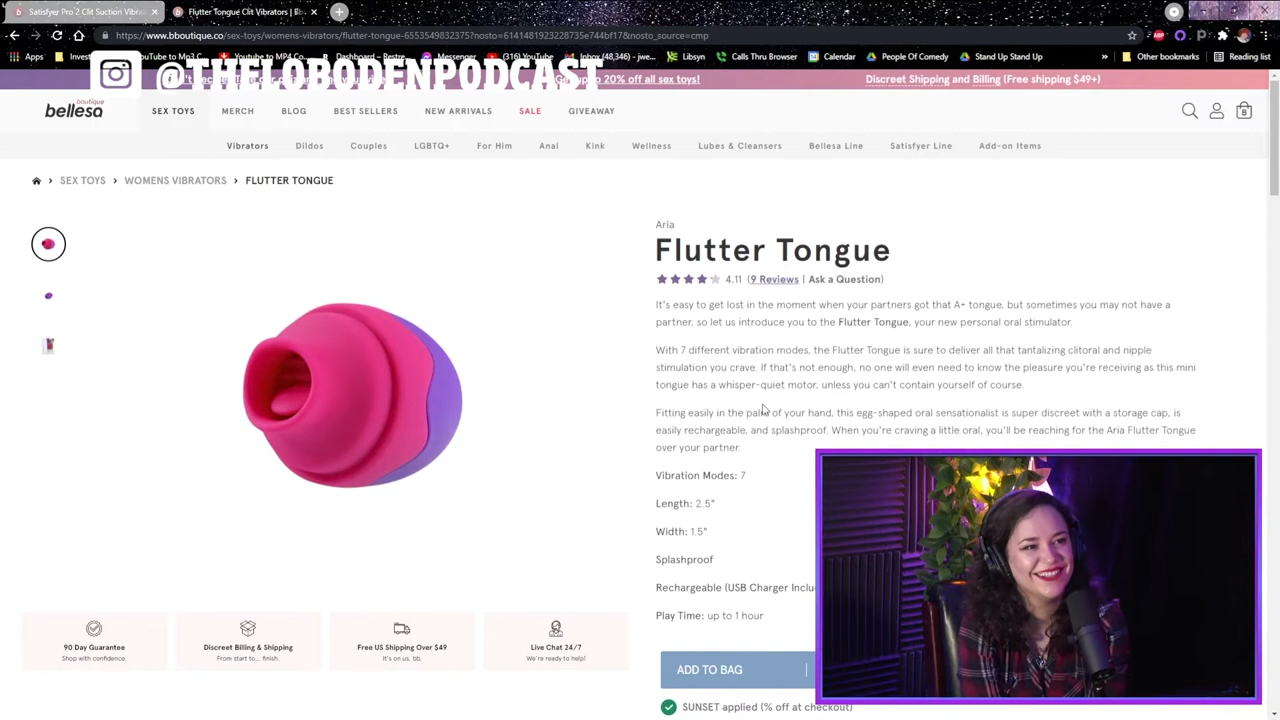 Satisfyer Pro 2 Clit Suction Vibra
Flutter Tongue Clit Vibrators | B
https://www.bboutique.co/sex-toys/womens-vibrators/flutter-tongue-6553549832375?nosto=6141481923228735e744bf17&nosto_source=cmp
Apps
YouTube to Mp3 C
Youtube to MP4 Co
Dashboard – Restre
Messenger
(316) YouTube
Inbox (48,346) - jwe
Libsyn
Calls Thru Browser
Calendar
People Of Comedy
Stand Up Stand Up
Other bookmarks
Reading list
@THELOBODENPODCAST
up to 20% off all sex toys!
Discreet Shipping and Billing (Free shipping $49+)
boutique
bellesa
SEX TOYS
MERCH
BLOG
BEST SELLERS
NEW ARRIVALS
SALE
GIVEAWAY
8
Vibrators
Dildos
Couples
LGBTQ+
For Him
Anal
Kink
Wellness
Lubes & Cleansers
Bellesa Line
Satisfyer Line
Add-on Items
SEX TOYS > WOMENS VIBRATORS > FLUTTER TONGUE
Aria
Flutter Tongue
4.11 (9 Reviews | Ask a Question)
It's easy to get lost in the moment when your partners got that A+ tongue, but sometimes you may not have a
partner, so let us introduce you to the Flutter Tongue, your new personal oral stimulator.
With 7 different vibration modes, the Flutter Tongue is sure to deliver all that tantalizing clitoral and nipple
stimulation you crave. If that's not enough, no one will even need to know the pleasure you're receiving as this mini
tongue has a whisper-quiet motor, unless you can't contain yourself of course.
Fitting easily in the palm of your hand, this egg-shaped oral sensationalist is super discreet with a storage cap, is
easily rechargeable, and splashproof. When you're craving a little oral, you'll be reaching for the Aria Flutter Tongue
over your partner.
Vibration Modes: 7
Length: 2.5"
Width: 1.5"
Splashproof
Rechargeable (USB Charger Inclu
Play Time: up to 1 hour
90 Day Guarantee
Shop with confidence.
Discreet Billing & Shipping
From start... finish.
Free US Shipping Over $49
It's on us, bb.
Live Chat 24/7
We're ready to help!
ADD TO BAG
SUNSET applied (% off at checkout)